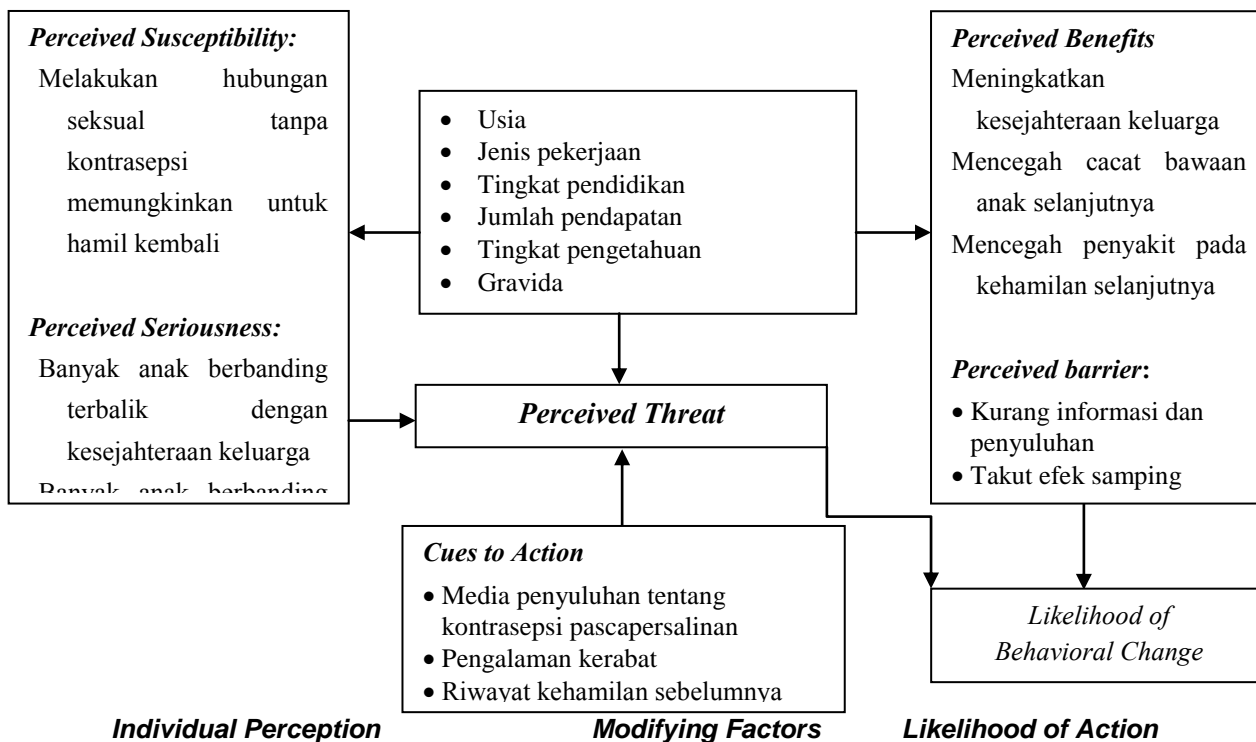 Perceived Susceptibility:
Melakukan hubungan
seksual tanpa
kontrasepsi
memungkinkan untuk
hamil kembali
Perceived Seriousness:
Banyak anak berbanding
terbalik dengan
kesejahteraan keluarga
Banyak anak berbanding
• Usia
• Jenis pekerjaan
• Tingkat pendidikan
• Jumlah pendapatan
• Tingkat pengetahuan
• Gravida
Perceived Threat
Cues to Action
• Media penyuluhan tentang
kontrasepsi pascapersalinan
• Pengalaman kerabat
• Riwayat kehamilan sebelumnya
Perceived Benefits
Meningkatkan
kesejahteraan keluarga
Mencegah cacat bawaan
anak selanjutnya
Mencegah penyakit pada
kehamilan selanjutnya
Perceived barrier:
• Kurang informasi dan
penyuluhan
• Takut efek samping
Likelihood of
Behavioral Change
Individual Perception Modifying Factors Likelihood of Action